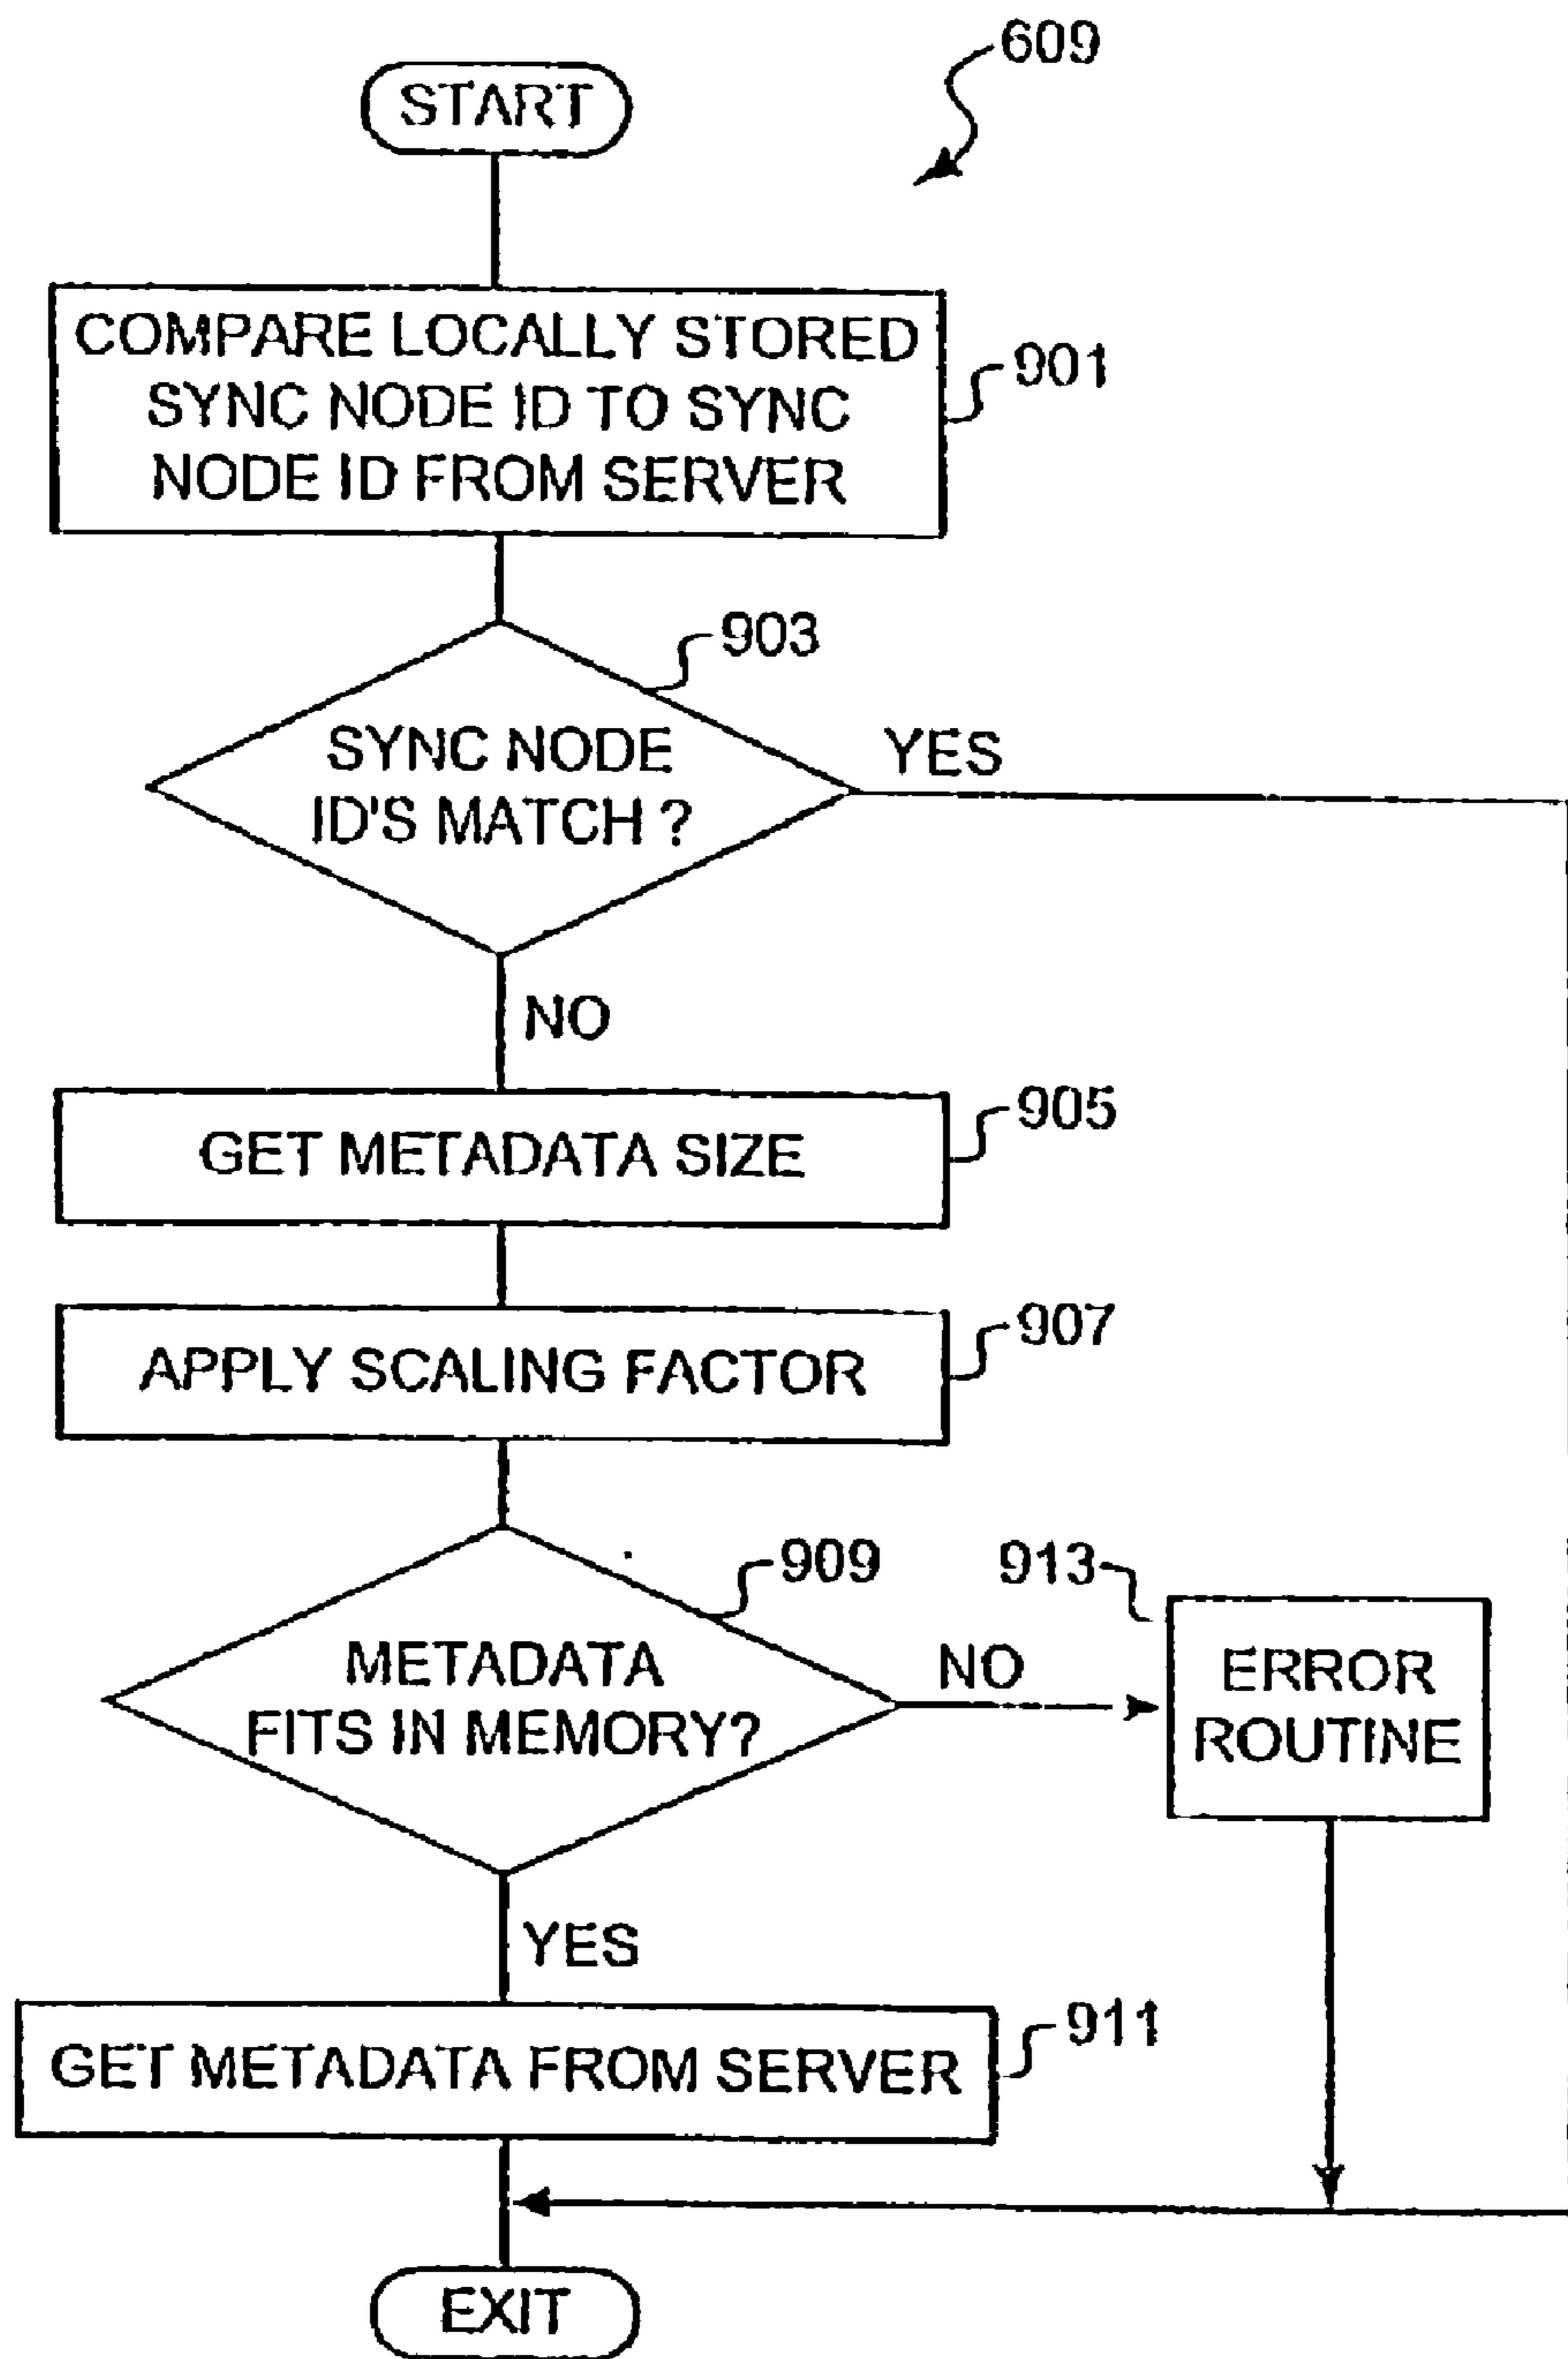 609
START
COMPARE LOCALLY STORED
SYNC NODE ID TO SYNC
NODE ID FROM SERVER
901
903
SYNC NODE
ID'S MATCH ?
YES
NO
GET METADATA SIZE
905
APPLY SCALING FACTOR
907
909
METADATA
FITS IN MEMORY?
NO
913
ERROR
ROUTINE
YES
GET METADATA FROM SERVER
911
EXIT